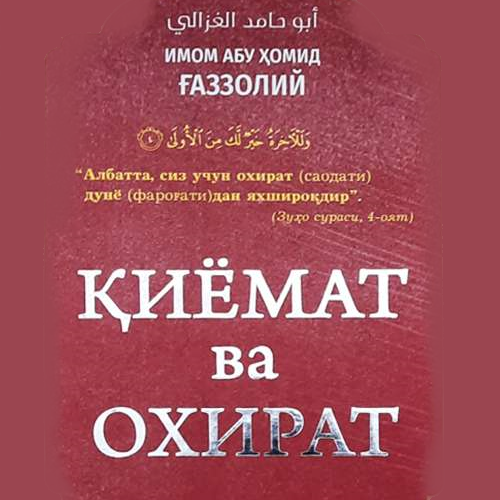 أبو حامد الغزالي
ИМОМ АБУ ҲОМИД
ҒАЗЗОЛИЙ
وَلَلْآخِرَةُ خَيْرٌ لَّكَ مِنَ الْأُولَىٰ ﴿٤﴾
“Албатта, сиз учун охират (саодати)
дунё (фароғати)дан яхшироқдир”.
(Зуҳо сураси, 4-оят)
ҚИЁМАТ
ва
ОХИРАТ